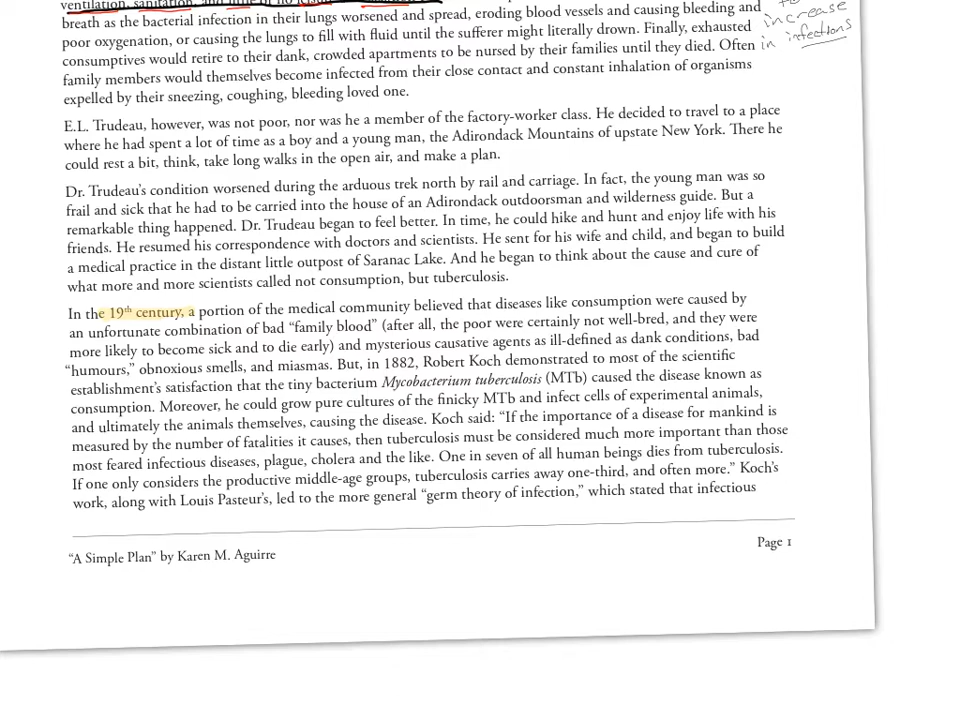 ventilation, sanitation, and
breath as the bacterial infection in their lungs worsened and spread, eroding blood vessels and causing bleeding and
poor oxygenation, or causing the lungs to fill with fluid until the sufferer might literally drown. Finally, exhausted
consumptives would retire to their dank, crowded apartments to be nursed by their families until they died. Often
family members would themselves become infected from their close contact and constant inhalation of organisms
expelled by their sneezing, coughing, bleeding loved one.
to
increase
in infections
E.L. Trudeau, however, was not poor, nor was he a member of the factory-worker class. He decided to travel to a place
where he had spent a lot of time as a boy and a young man, the Adirondack Mountains of upstate New York. There he
could rest a bit, think, take long walks in the open air, and make a plan.
Dr. Trudeau's condition worsened during the arduous trek north by rail and carriage. In fact, the young man was so
frail and sick that he had to be carried into the house of an Adirondack outdoorsman and wilderness guide. But a
remarkable thing happened. Dr. Trudeau began to feel better. In time, he could hike and hunt and enjoy life with his
friends. He resumed his correspondence with doctors and scientists. He sent for his wife and child, and began to build
a medical practice in the distant little outpost of Saranac Lake. And he began to think about the cause and cure of
what more and more scientists called not consumption, but tuberculosis.
In the 19th century, a portion of the medical community believed that diseases like consumption were caused by
an unfortunate combination of bad “family blood” (after all, the poor were certainly not well-bred, and they were
more likely to become sick and to die early) and mysterious causative agents as ill-defined as dank conditions, bad
“humours,” obnoxious smells, and miasmas. But, in 1882, Robert Koch demonstrated to most of the scientific
establishment's satisfaction that the tiny bacterium Mycobacterium tuberculosis (MTb) caused the disease known as
consumption. Moreover, he could grow pure cultures of the finicky MTb and infect cells of experimental animals,
and ultimately the animals themselves, causing the disease. Koch said: “If the importance of a disease for mankind is
measured by the number of fatalities it causes, then tuberculosis must be considered much more important than those
most feared infectious diseases, plague, cholera and the like. One in seven of all human beings dies from tuberculosis.
If one only considers the productive middle-age groups, tuberculosis carries away one-third, and often more.” Koch's
work, along with Louis Pasteur's, led to the more general “germ theory of infection,” which stated that infectious
“A Simple Plan” by Karen M. Aguirre
Page 1